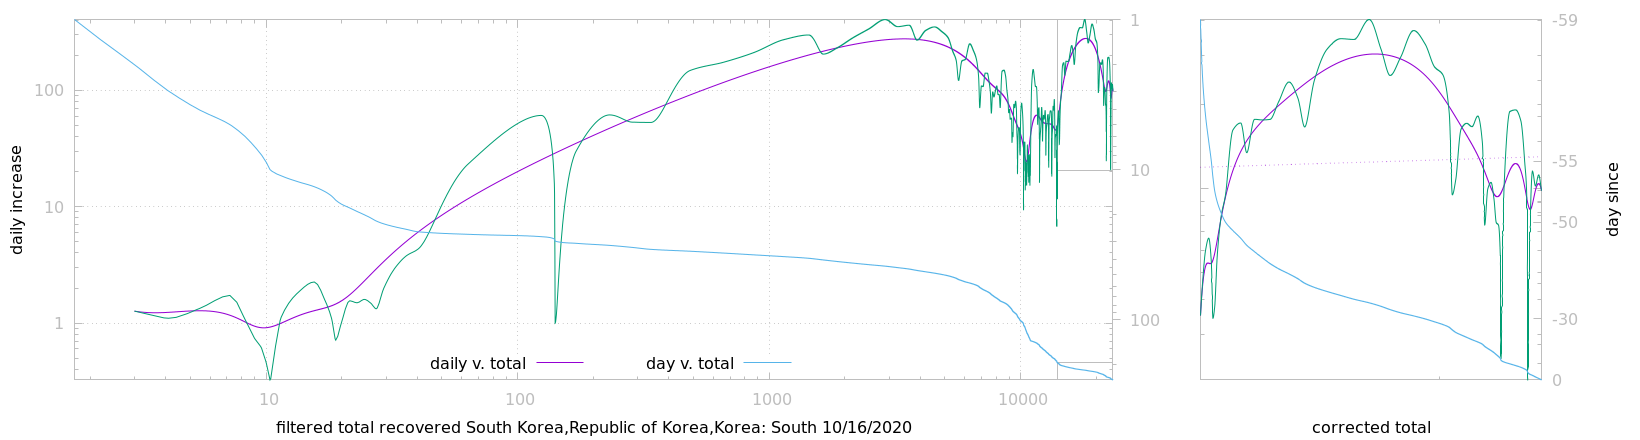 1
-59
100
daily increase
10
-55
day since
10
-50
1
100
-30
daily v. total
day v. total
0
10
100
1000
10000
filtered total recovered South Korea,Republic of Korea,Korea: South 10/16/2020
corrected total